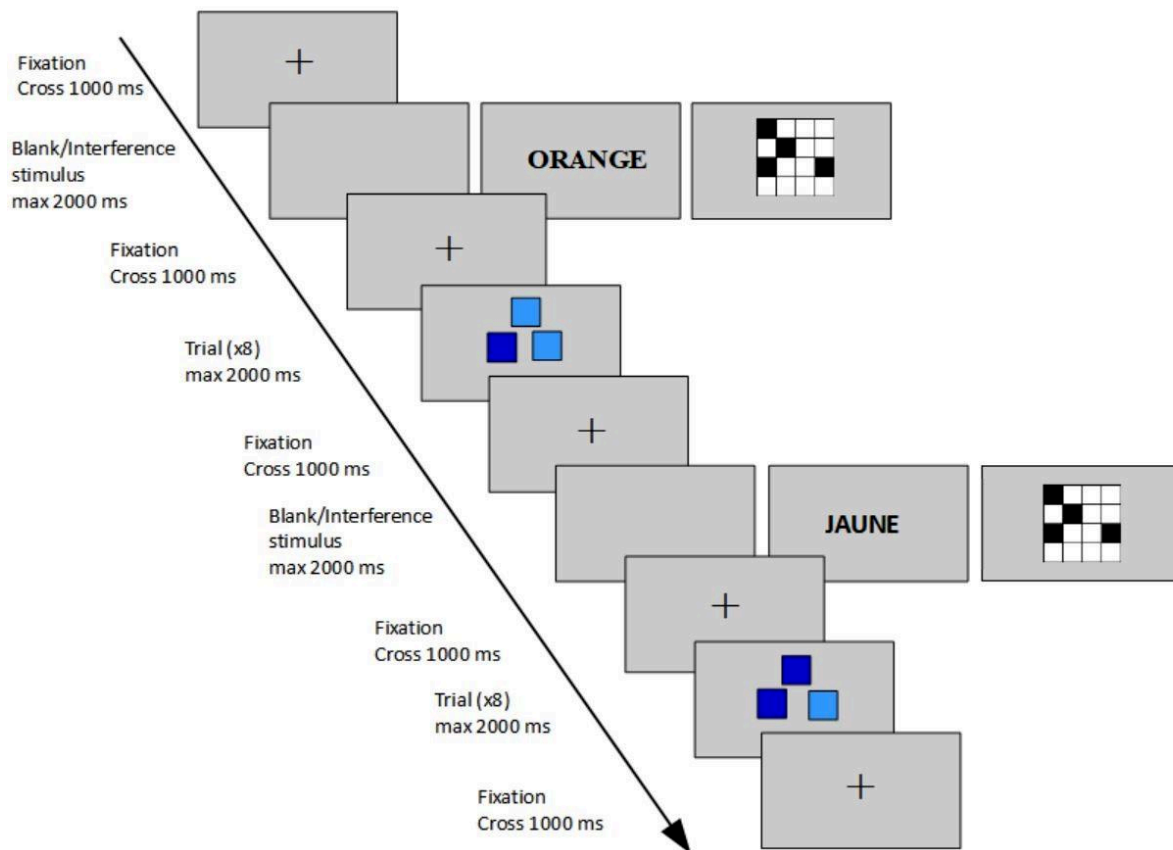 Fixation
Cross 1000 ms
Blank/Interference
stimulus
max 2000 ms
ORANGE
Fixation
Cross 1000 ms
Trial (x8)
max 2000 ms
Fixation
Cross 1000 ms
Blank/Interference
stimulus
max 2000 ms
JAUNE
Fixation
Cross 1000 ms
Trial (x8)
max 2000 ms
Fixation
Cross 1000 ms